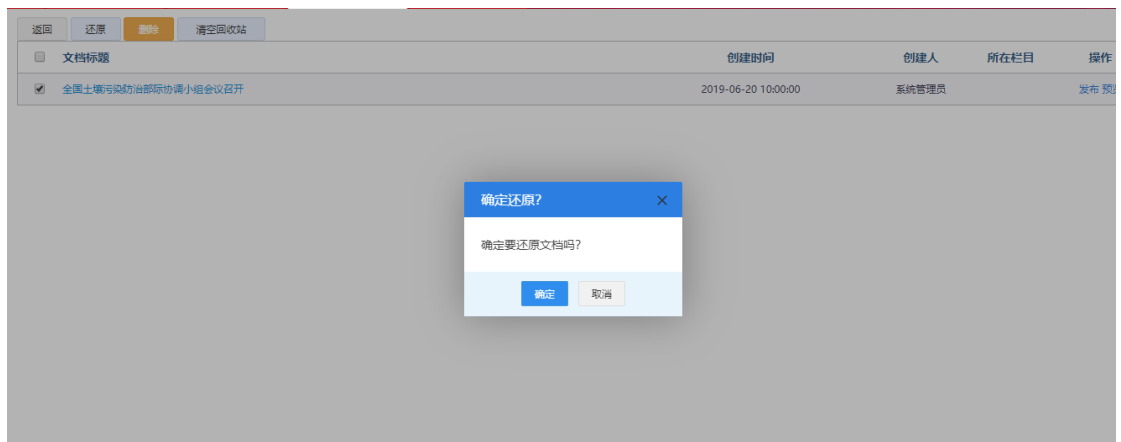 返回 还原 删除 清空回收站
文档标题 创建时间 创建人 所在栏目 操作
全国土壤污染防治部际协调小组会议召开 2019-06-20 10:00:00 系统管理员 发布 预
确定还原?
确定要还原文档吗?
确定 取消